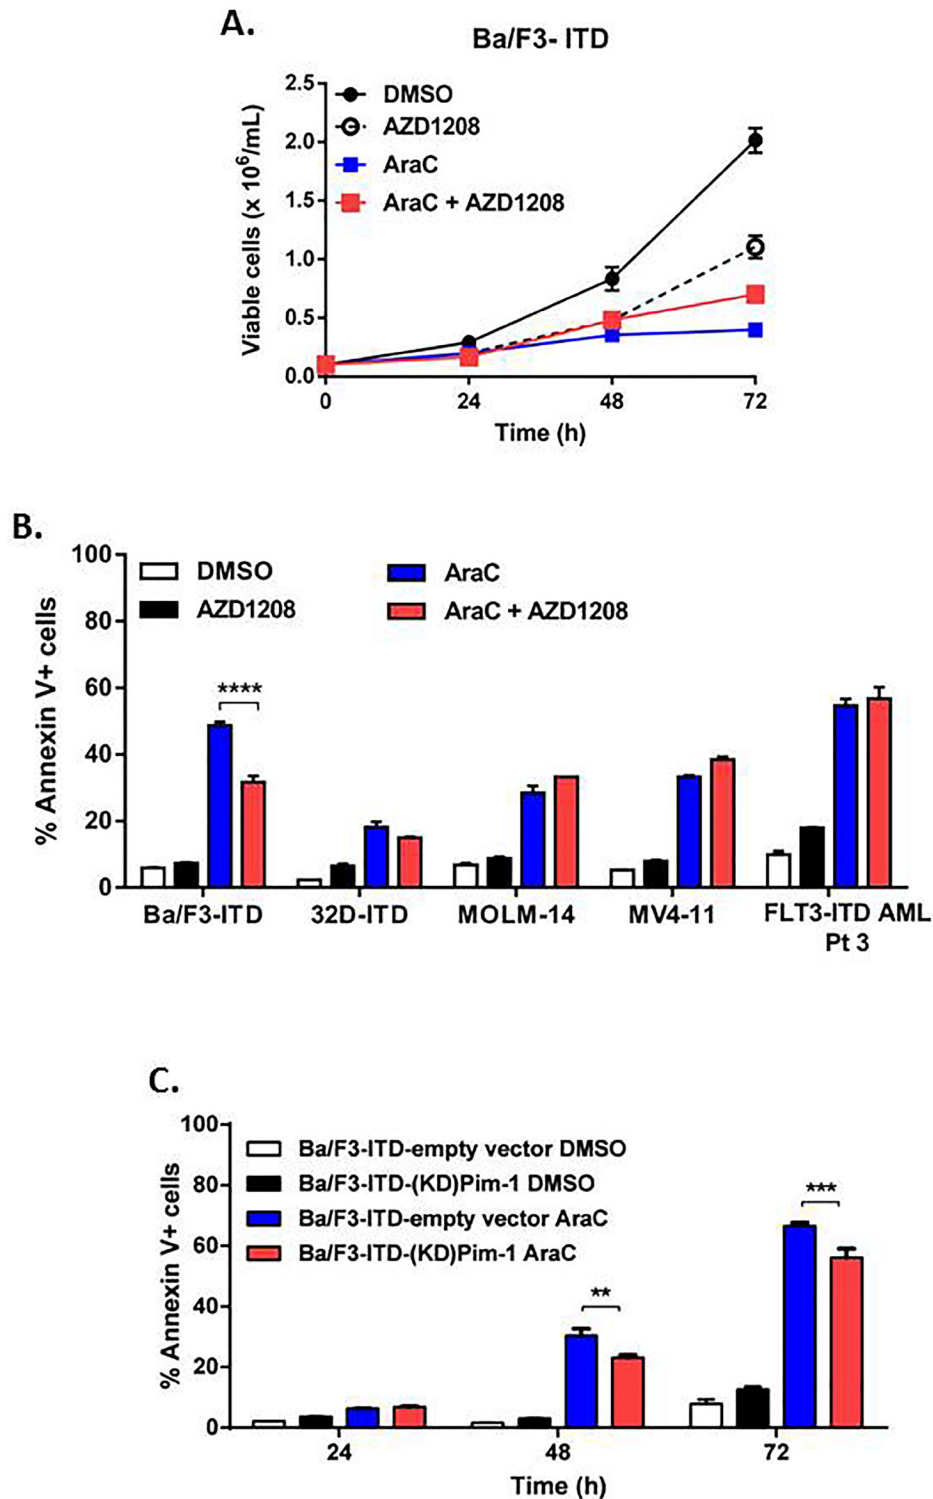 A.
Ba/F3- ITD
2.5
2.0
1.5
1.0
0.5
0.0
Viable cells (x 10⁶/mL)
DMSO
AZD1208
AraC
AraC + AZD1208
0 24 48 72
Time (h)
B.
100
80
60
40
20
0
% Annexin V+ cells
DMSO
AZD1208
AraC
AraC + AZD1208
****
Ba/F3-ITD 32D-ITD MOLM-14 MV4-11 FLT3-ITD AML
Pt 3
C.
100
80
60
40
20
0
% Annexin V+ cells
Ba/F3-ITD-empty vector DMSO
Ba/F3-ITD-(KD)Pim-1 DMSO
Ba/F3-ITD-empty vector AraC
Ba/F3-ITD-(KD)Pim-1 AraC
**
***
24 48 72
Time (h)